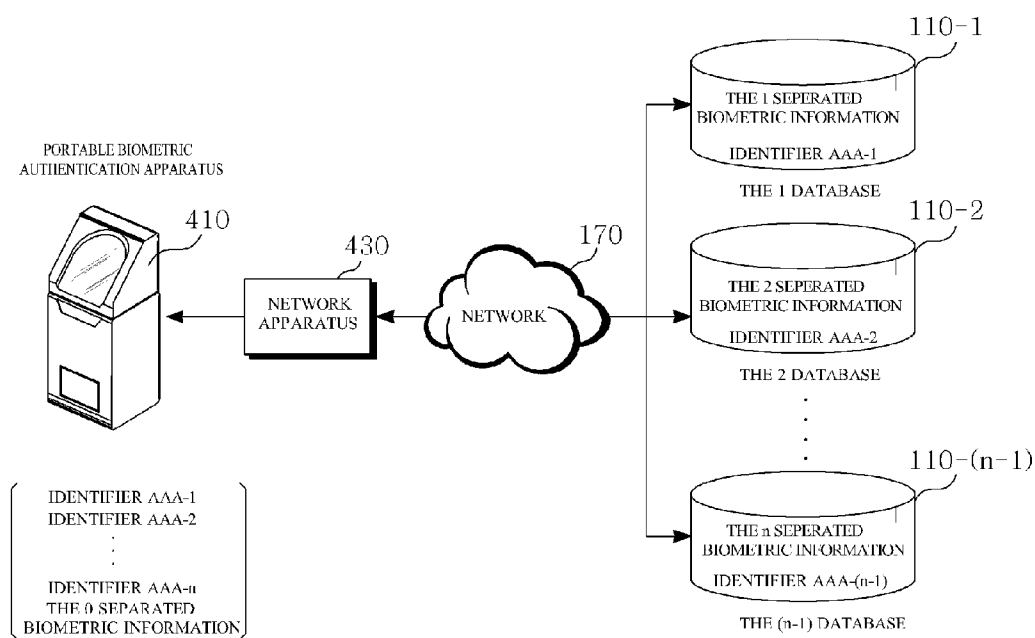 PORTABLE BIOMETRIC
AUTHENTICATION APPARATUS
410
430
NETWORK
APPARATUS
170
NETWORK
110-1
THE 1 SEPERATED
BIOMETRIC INFORMATION
IDENTIFIER AAA-1
THE 1 DATABASE
110-2
THE 2 SEPERATED
BIOMETRIC INFORMATION
IDENTIFIER AAA-2
THE 2 DATABASE
110-(n-1)
THE n SEPERATED
BIOMETRIC INFORMATION
IDENTIFIER AAA-(n-1)
THE (n-1) DATABASE
IDENTIFIER AAA-1
IDENTIFIER AAA-2
IDENTIFIER AAA-n
THE 0 SEPARATED
BIOMETRIC INFORMATION